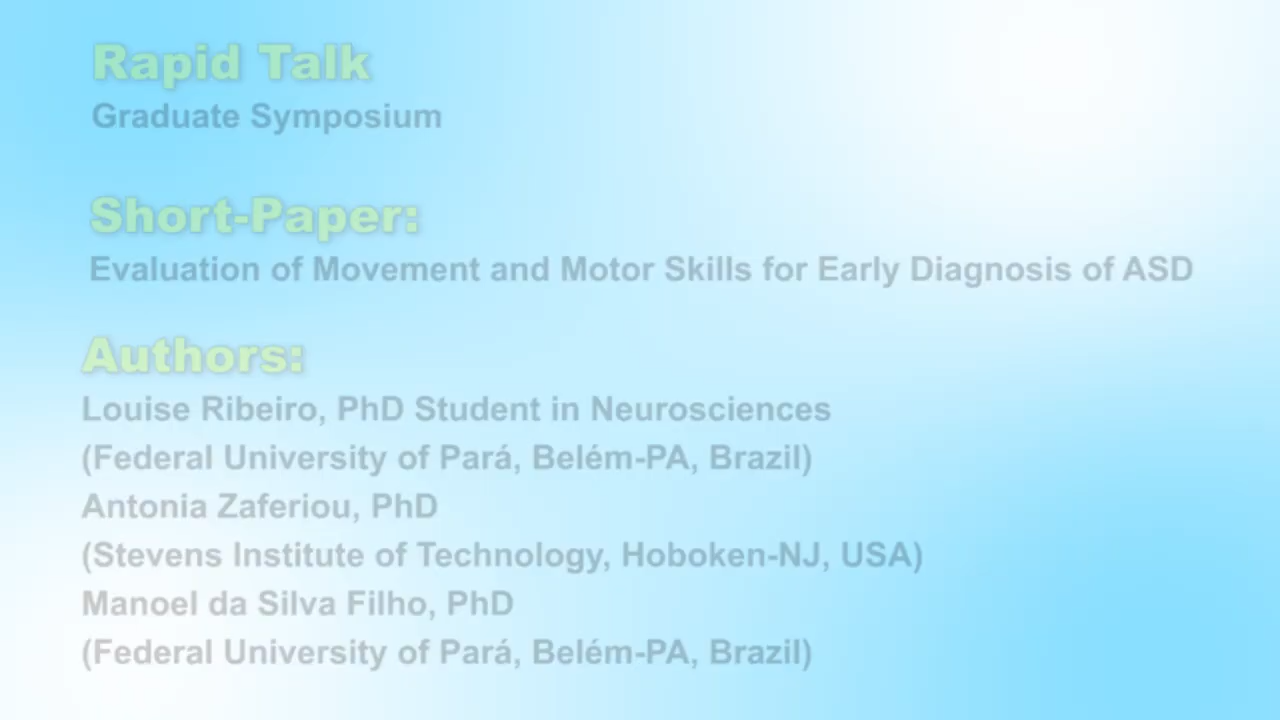 Rapid Talk
Graduate Symposium
Short-Paper:
Evaluation of Movement and Motor Skills for Early Diagnosis of ASD
Authors:
Louise Ribeiro, PhD Student in Neurosciences
(Federal University of Pará, Belém-PA, Brazil)
Antonia Zaferiou, PhD
(Stevens Institute of Technology, Hoboken-NJ, USA)
Manoel da Silva Filho, PhD
(Federal University of Pará, Belém-PA, Brazil)